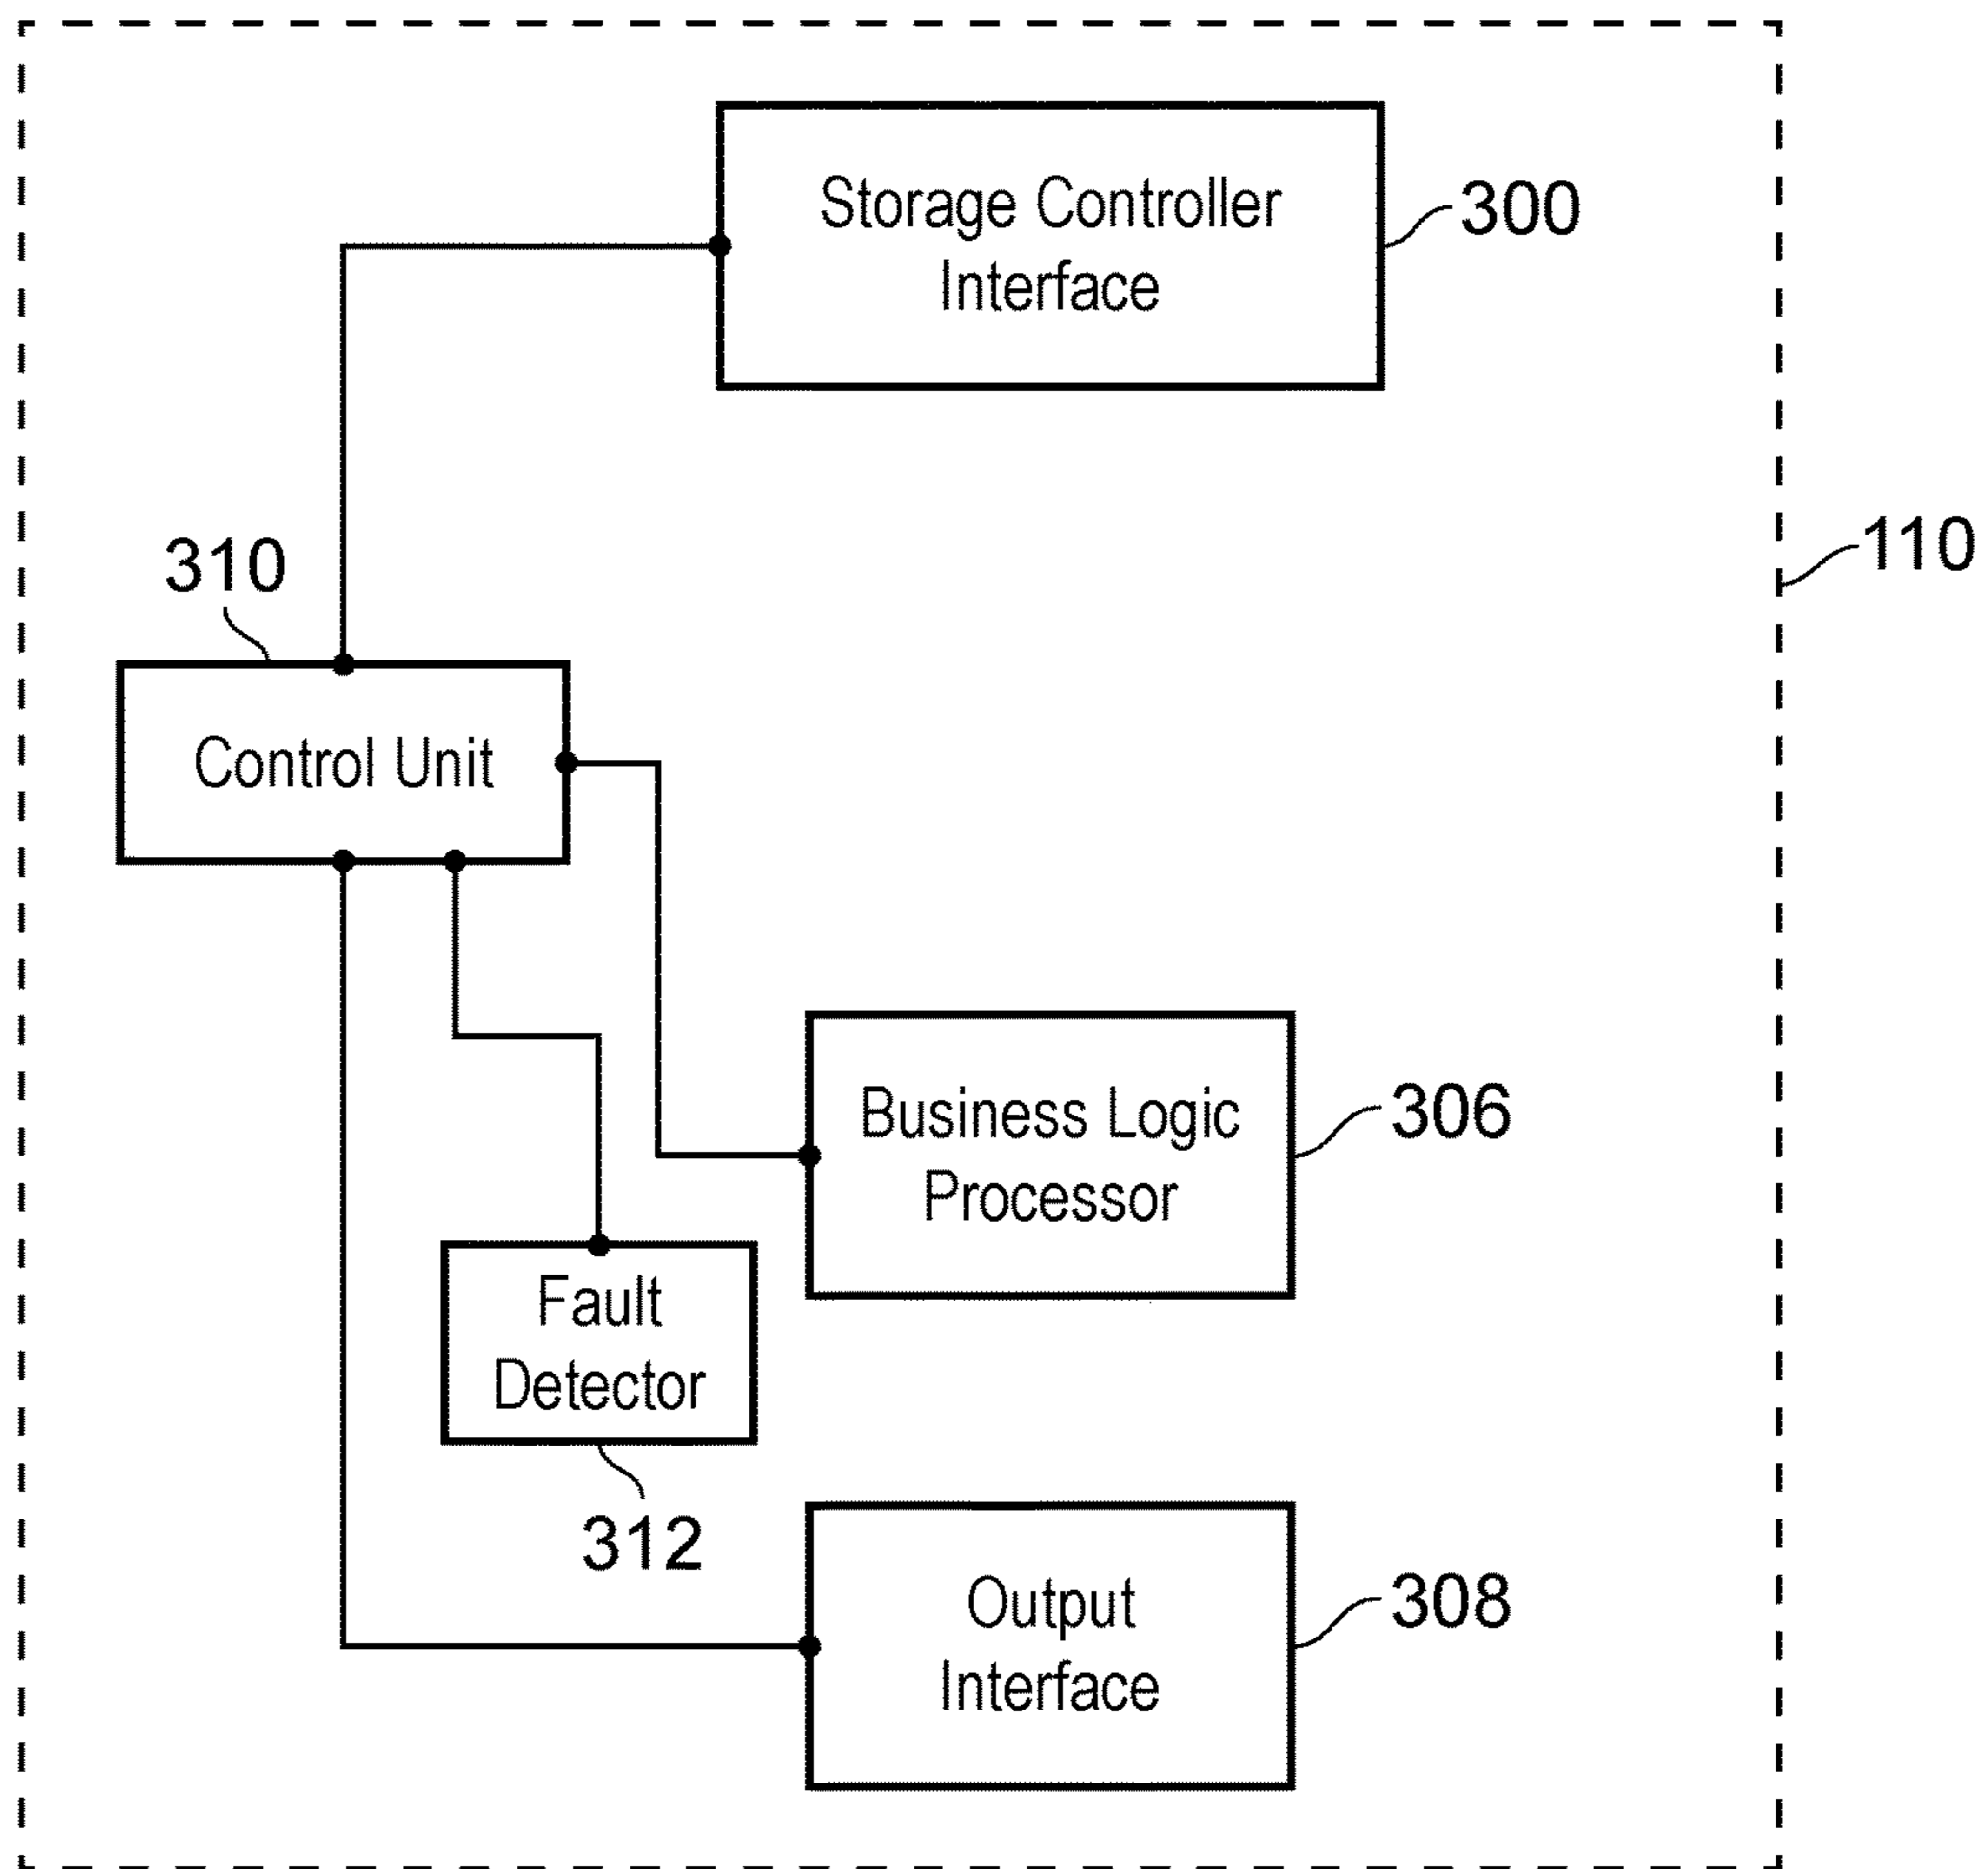 Storage Controller
Interface
300
110
310
Control Unit
Business Logic
Processor
306
Fault
Detector
312
Output
Interface
308